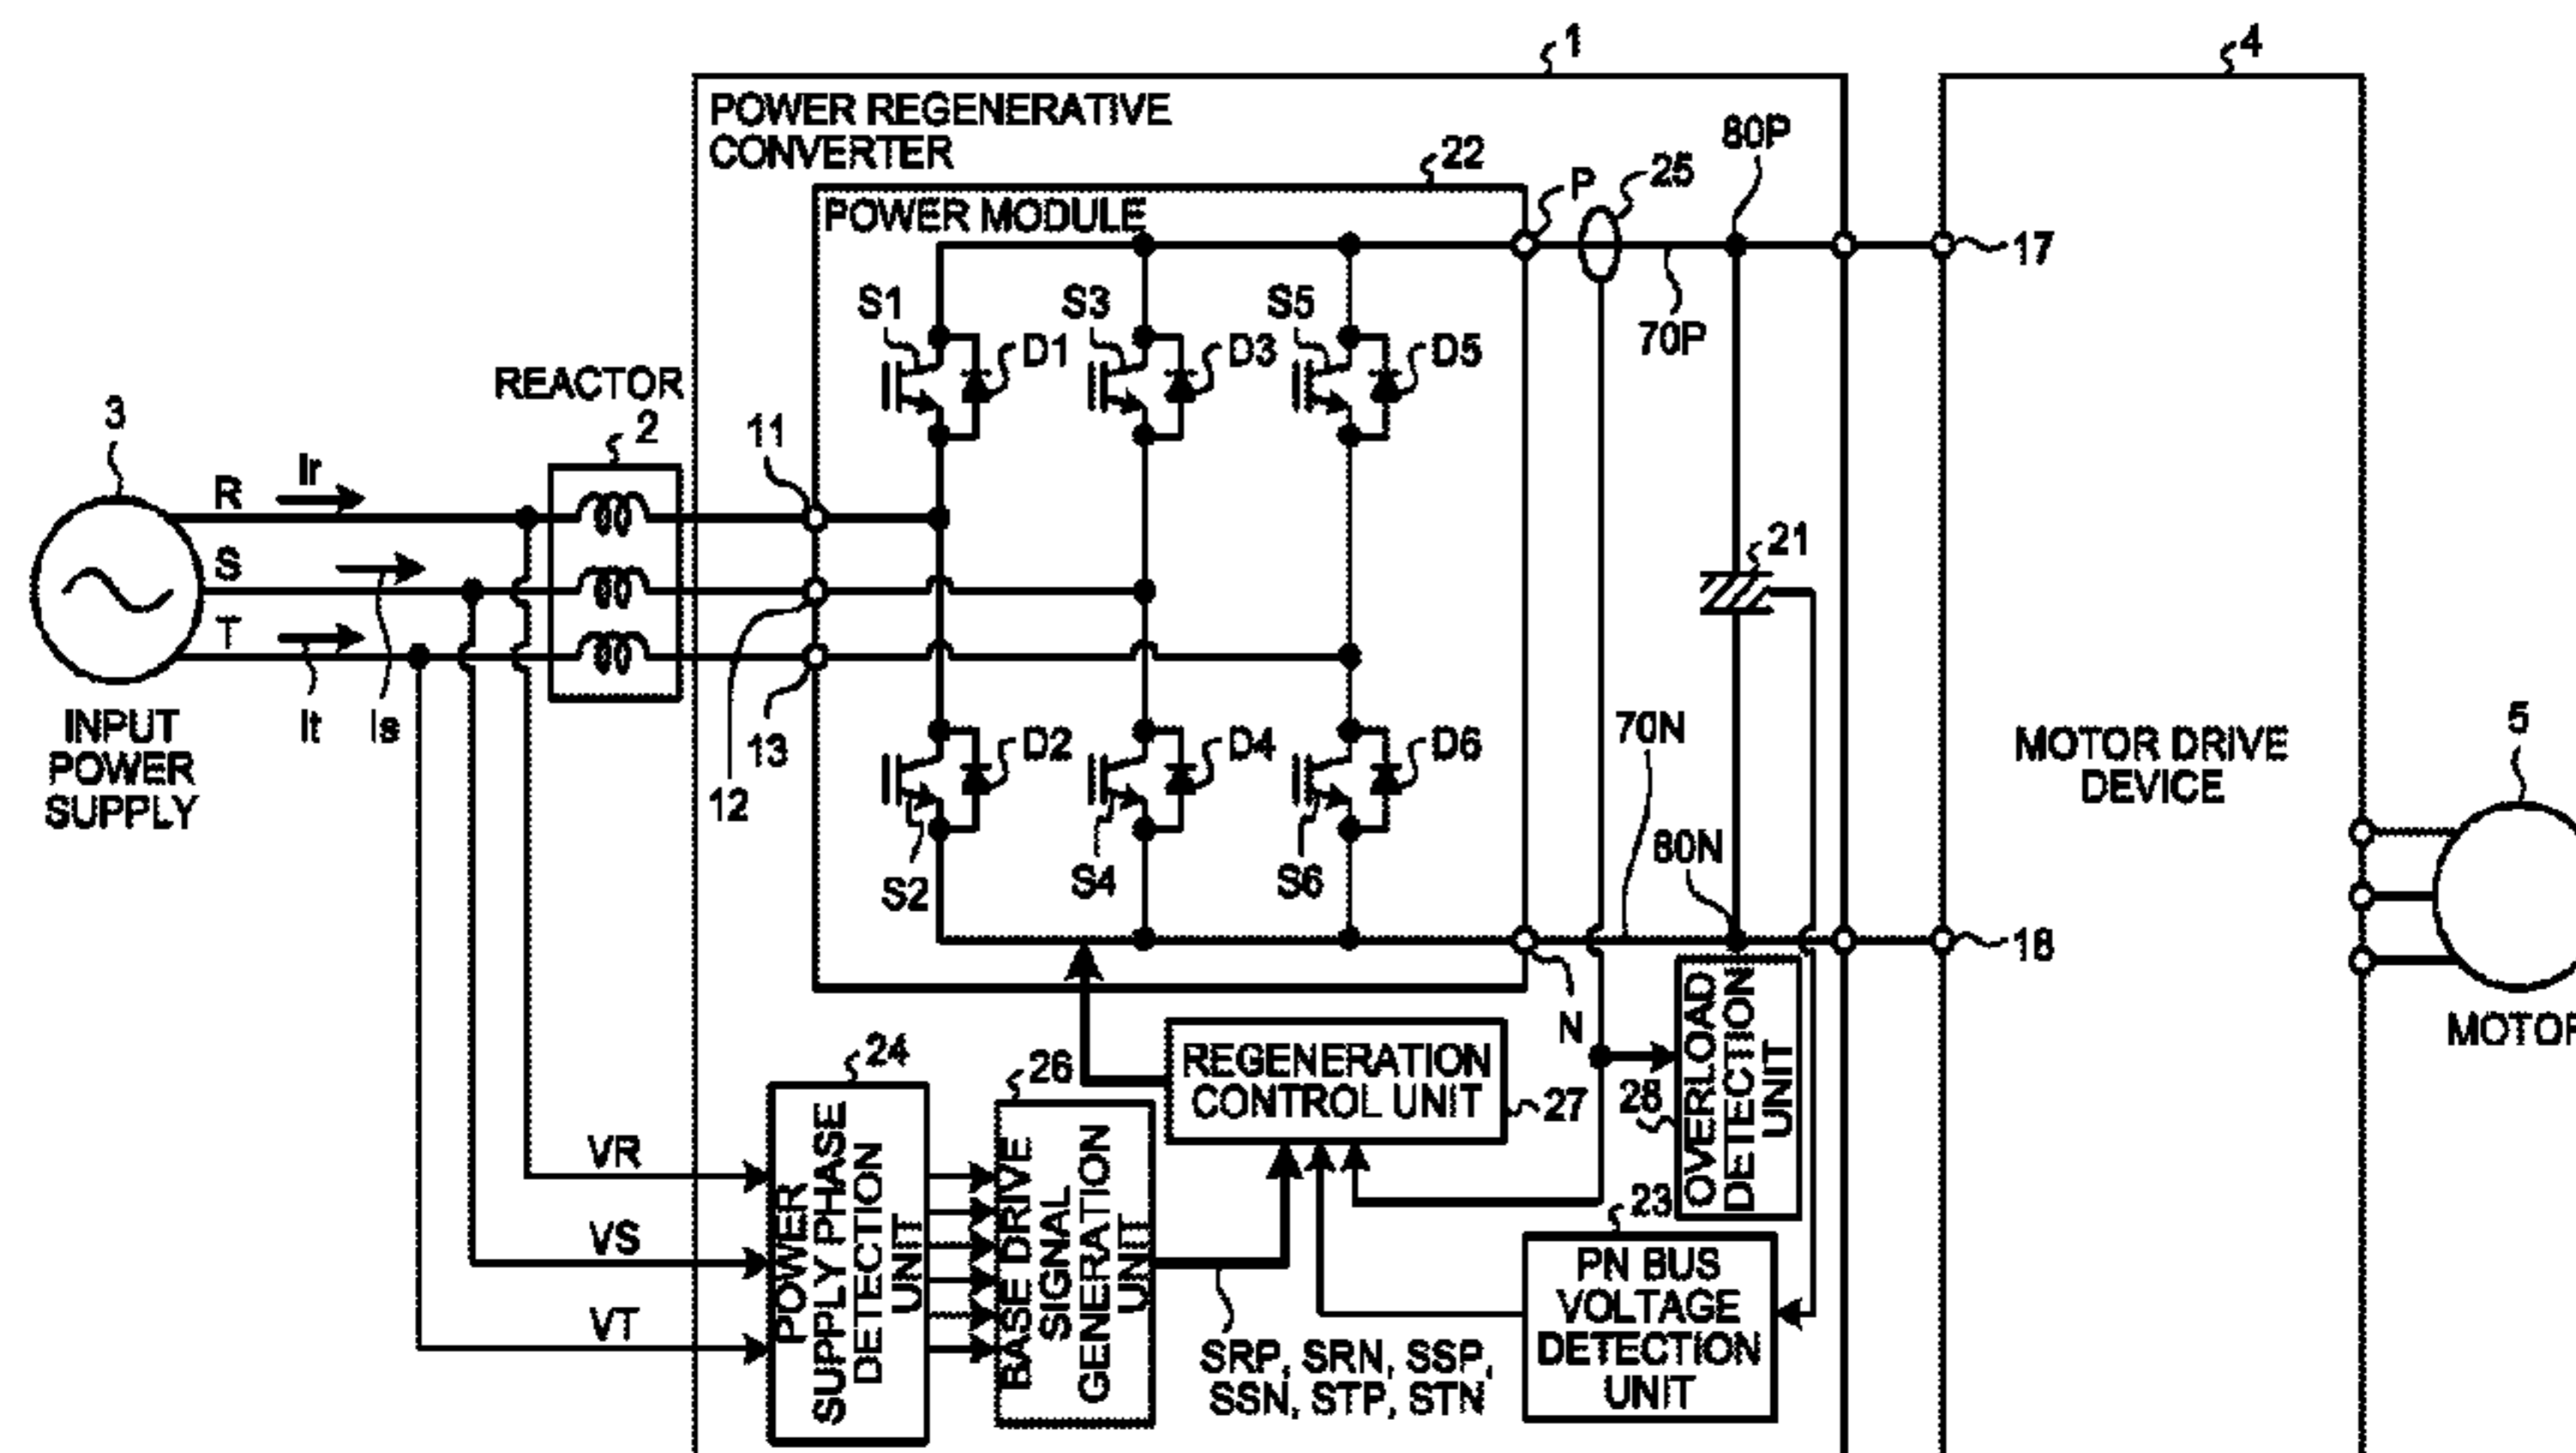 1
4
POWER REGENERATIVE
CONVERTER
22
P
25
80P
POWER MODULE
17
S1
S3
S5
D1
D3
D5
70P
REACTOR
2
3
11
R
Ir
S
21
T
It
Is
12
13
INPUT
POWER
SUPPLY
D2
D4
D6
70N
MOTOR DRIVE
DEVICE
5
80N
S2
S4
S6
18
N
MOTOR
24
26
REGENERATION
CONTROL UNIT
27
28
OVERLOAD
DETECTION
UNIT
VR
VS
VT
POWER
SUPPLY PHASE
DETECTION
UNIT
BASE DRIVE
SIGNAL
GENERATION
UNIT
23
PN BUS
VOLTAGE
DETECTION
UNIT
SRP, SRN, SSP,
SSN, STP, STN